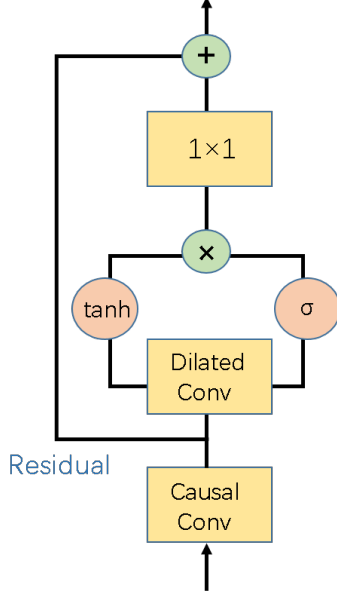 +
1×1
×
tanh
σ
Dilated
Conv
Residual
Causal
Conv